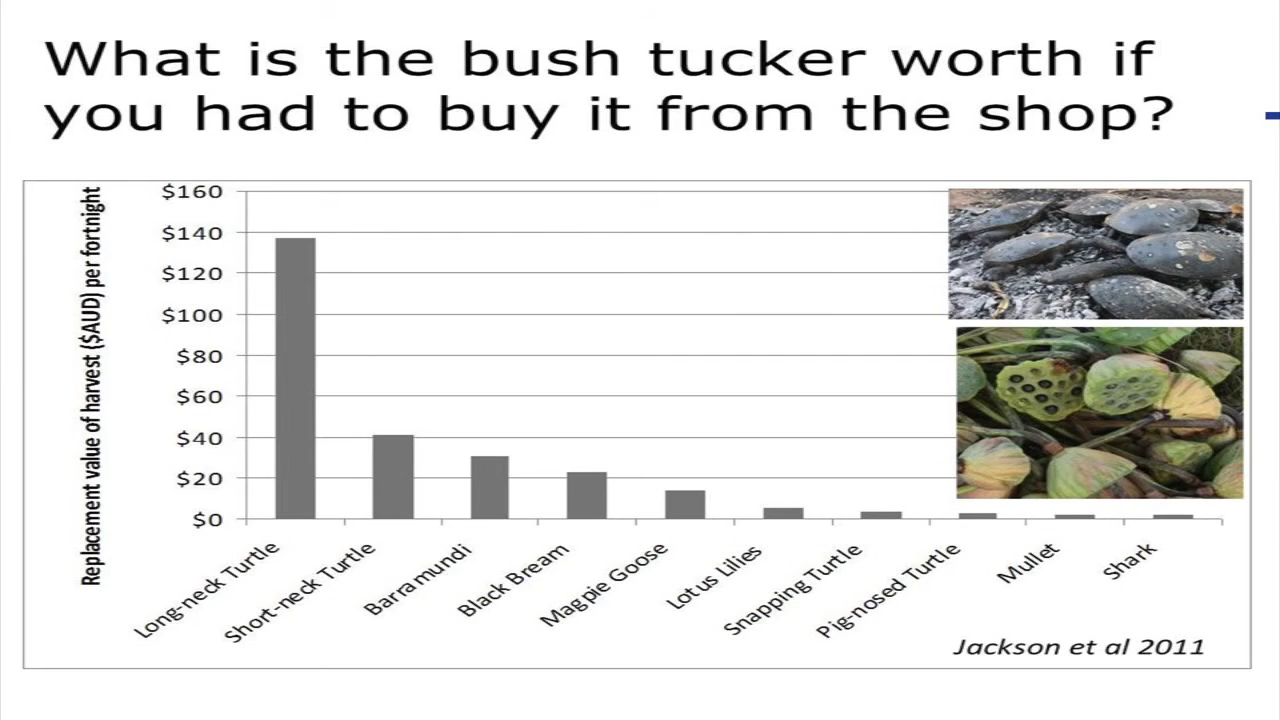 What is the bush tucker worth if
you had to buy it from the shop?
Replacement value of harvest ($AUD) per fortnight
$160
$140
$120
$100
$80
$60
$40
$20
$0
Long-neck Turtle
Short-neck Turtle
Barramundi
Black Bream
Magpie Goose
Lotus Lilies
Snapping Turtle
Pig-nosed Turtle
Mullet
Shark
Jackson et al 2011